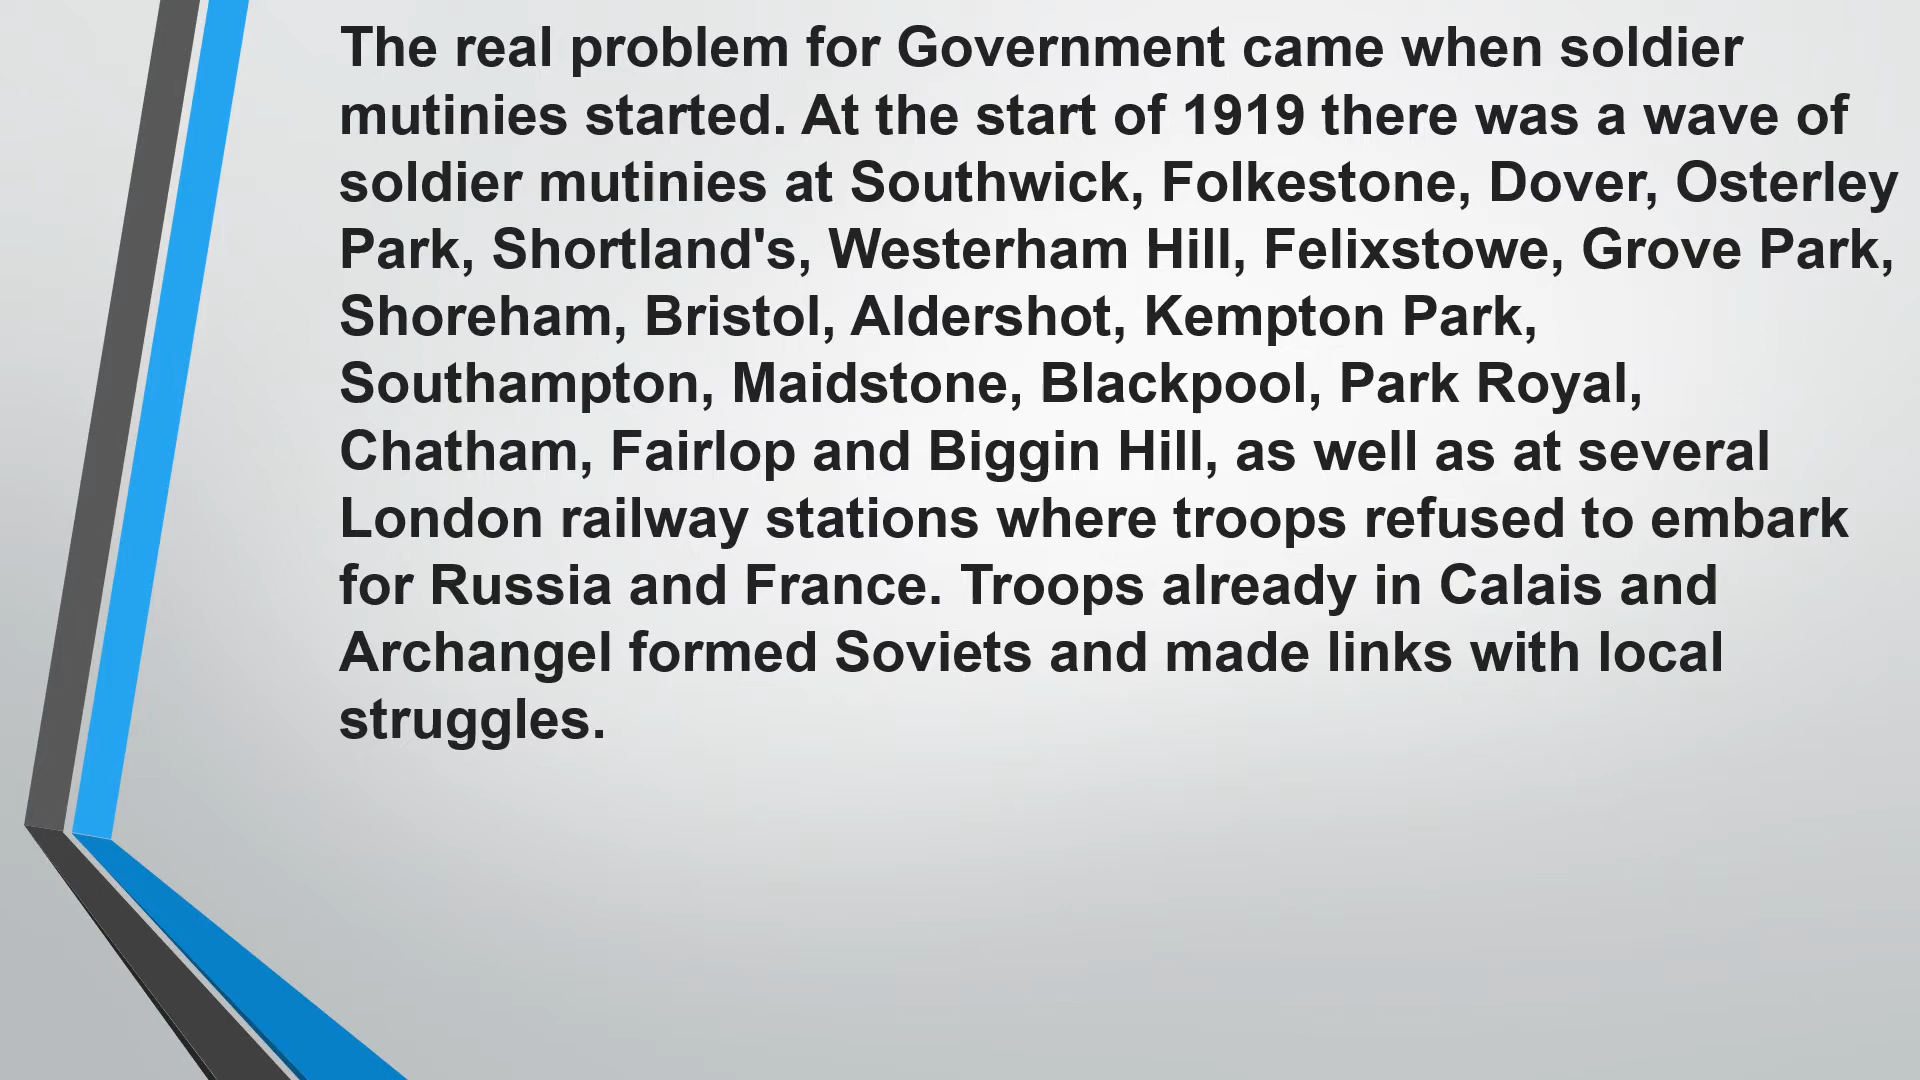 The real problem for Government came when soldier
mutinies started. At the start of 1919 there was a wave of
soldier mutinies at Southwick, Folkestone, Dover, Osterley
Park, Shortland's, Westerham Hill, Felixstowe, Grove Park,
Shoreham, Bristol, Aldershot, Kempton Park,
Southampton, Maidstone, Blackpool, Park Royal,
Chatham, Fairlop and Biggin Hill, as well as at several
London railway stations where troops refused to embark
for Russia and France. Troops already in Calais and
Archangel formed Soviets and made links with local
struggles.